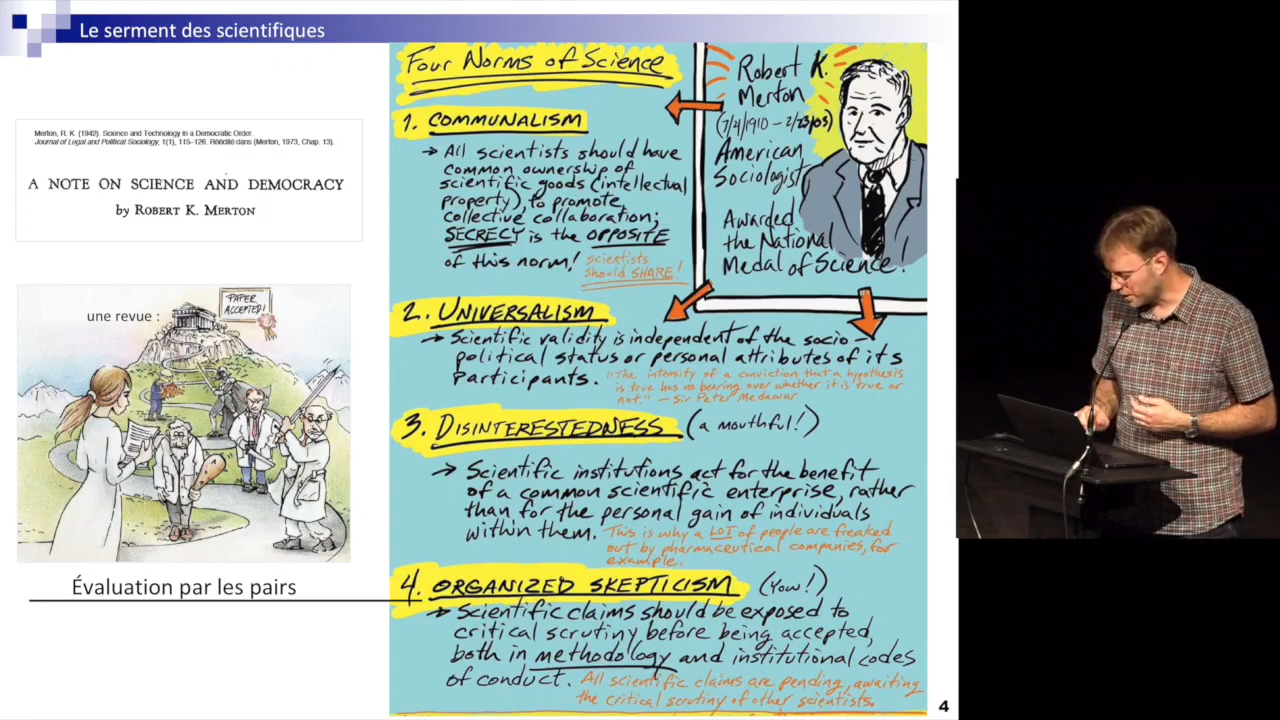 Le serment des scientifiques
Merton, R. K. (1942). Science and Technology in a Democratic Order.
Journal of Legal and Political Sociology, 1(1), 115–126. Réédité dans (Merton, 1973, Chap. 13).
A NOTE ON SCIENCE AND DEMOCRACY
by ROBERT K. MERTON
une revue :
PAPER
ACCEPTED!
Évaluation par les pairs
Four Norms of Science
Robert K.
Merton
(7/4/1910 – 2/23/03)
American
Sociologist
Awarded
the National
Medal of Science!
1. COMMUNALISM
→ All scientists should have
common ownership of
scientific goods (intellectual
property), to promote
collective collaboration;
SECRECY is the OPPOSITE
of this norm!
scientists
should SHARE!
2. UNIVERSALISM
→ Scientific validity is independent of the socio-
political status or personal attributes of its
participants.
"The intensity of a conviction that a hypothesis
is true has no bearing over whether it is true or
not." – Sir Peter Medawar
3. DISINTERESTEDNESS (a mouthful!)
→ Scientific institutions act for the benefit
of a common scientific enterprise, rather
than for the personal gain of individuals
within them.
This is why a LOT of people are freaked
out by pharmaceutical companies, for
example.
4. ORGANIZED SKEPTICISM (Yow!)
→ Scientific claims should be exposed to
critical scrutiny before being accepted,
both in methodology and institutional codes
of conduct.
All scientific claims are pending, awaiting
the critical scrutiny of other scientists.
4